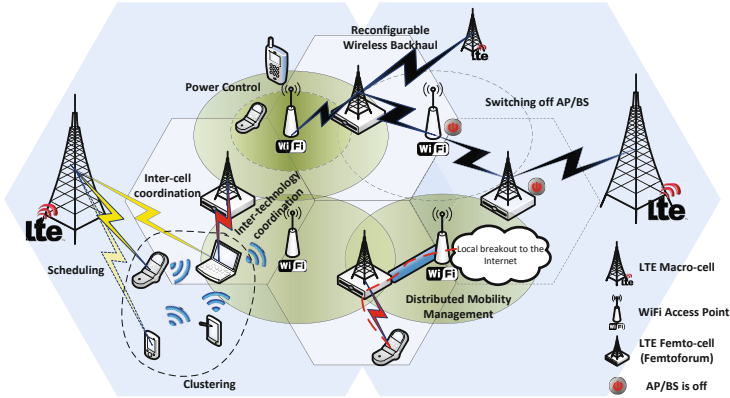 Reconfigurable
Wireless Backhaul
Lte
Power Control
Switching off AP/BS
WiFi
WiFi
Inter-cell
coordination
Inter-technology
coordination
Lte
Lte
Scheduling
WiFi
WiFi
Local breakout to the
Internet
Distributed Mobility
Management
Clustering
Lte
LTE Macro-cell
WiFi
WiFi Access Point
LTE Femto-cell
(Femtoforum)
AP/BS is off